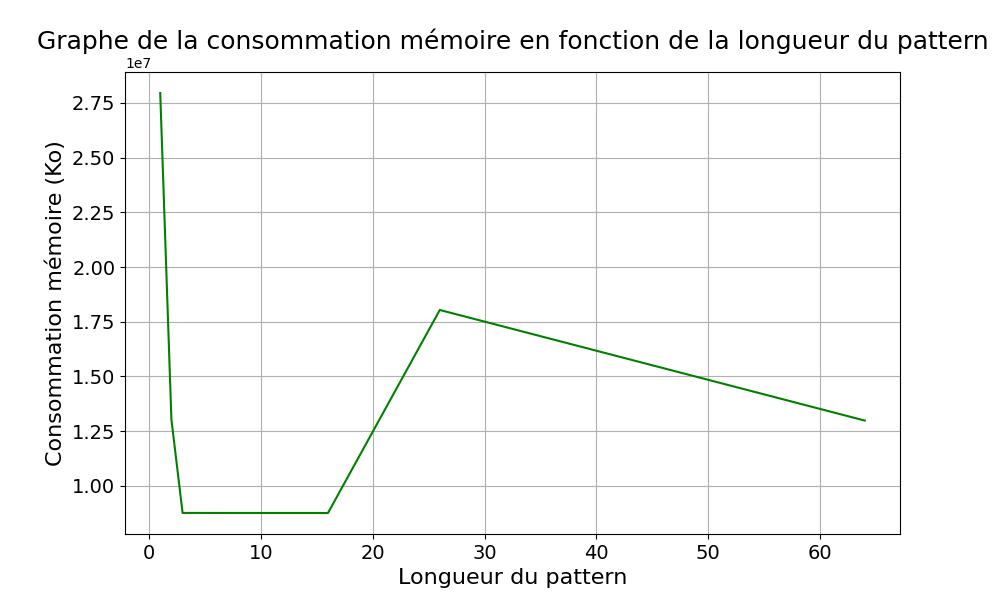 Graphe de la consommation mémoire en fonction de la longueur du pattern
1e7
2.75
2.50
2.25
2.00
1.75
1.50
1.25
1.00
Consommation mémoire (Ko)
0 10 20 30 40 50 60
Longueur du pattern